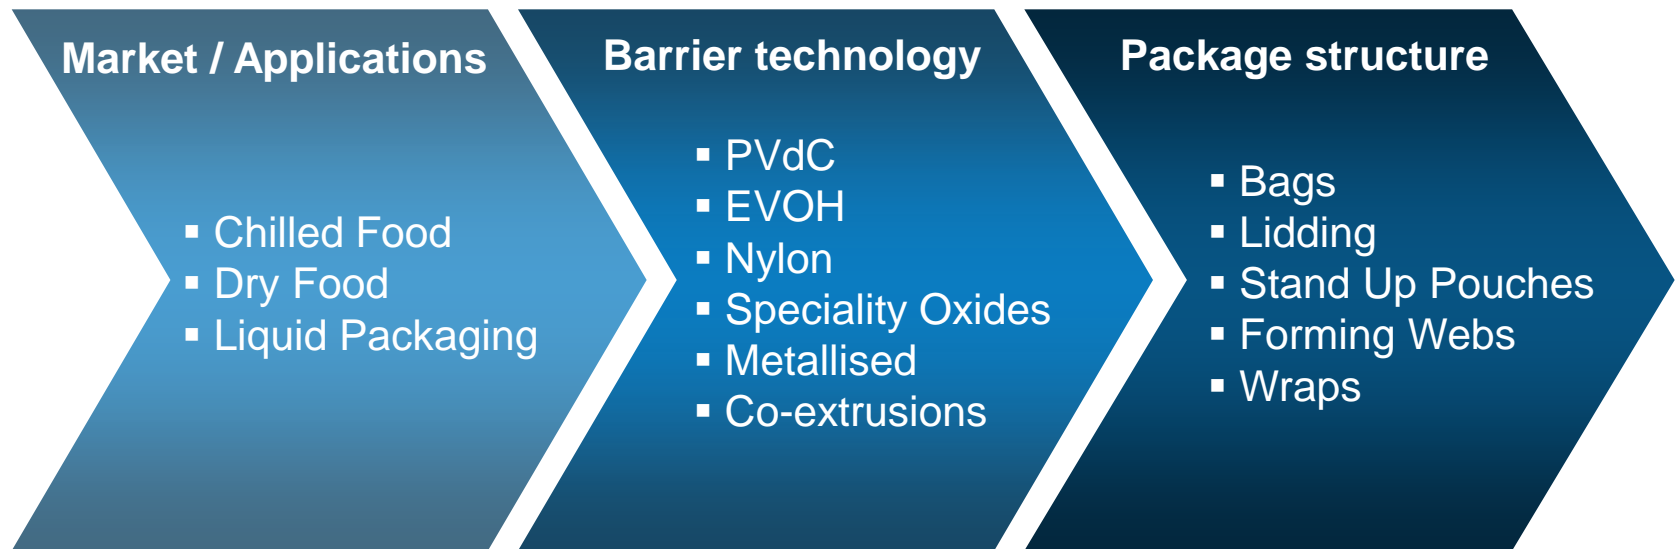 Market / Applications
▪ Chilled Food
▪ Dry Food
▪ Liquid Packaging
Barrier technology
▪ PVdC
▪ EVOH
▪ Nylon
▪ Speciality Oxides
▪ Metallised
▪ Co-extrusions
Package structure
▪ Bags
▪ Lidding
▪ Stand Up Pouches
▪ Forming Webs
▪ Wraps